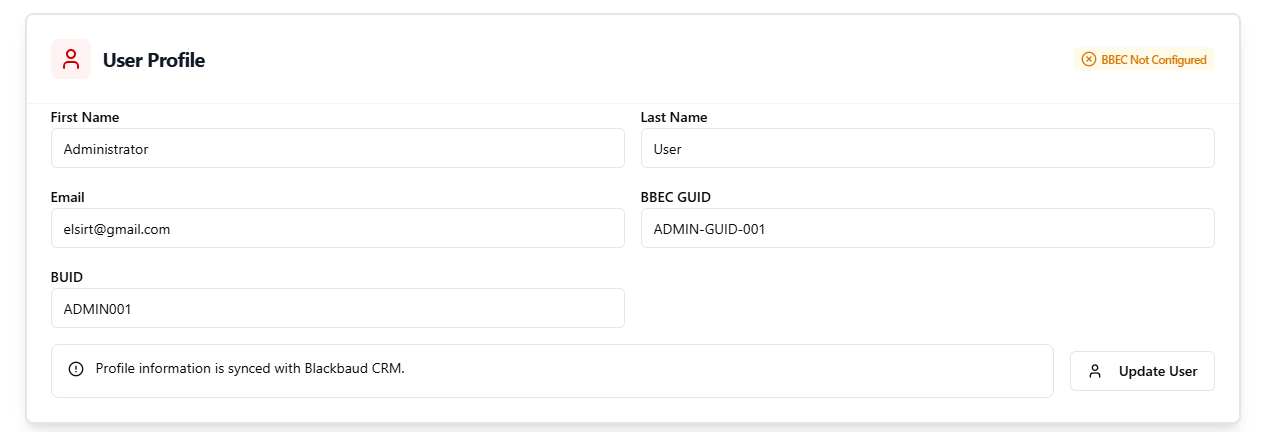 User Profile
BBEC Not Configured
First Name
Last Name
Administrator
User
Email
BBEC GUID
elsirt@gmail.com
ADMIN-GUID-001
BUID
ADMIN001
Profile information is synced with Blackbaud CRM.
Update User